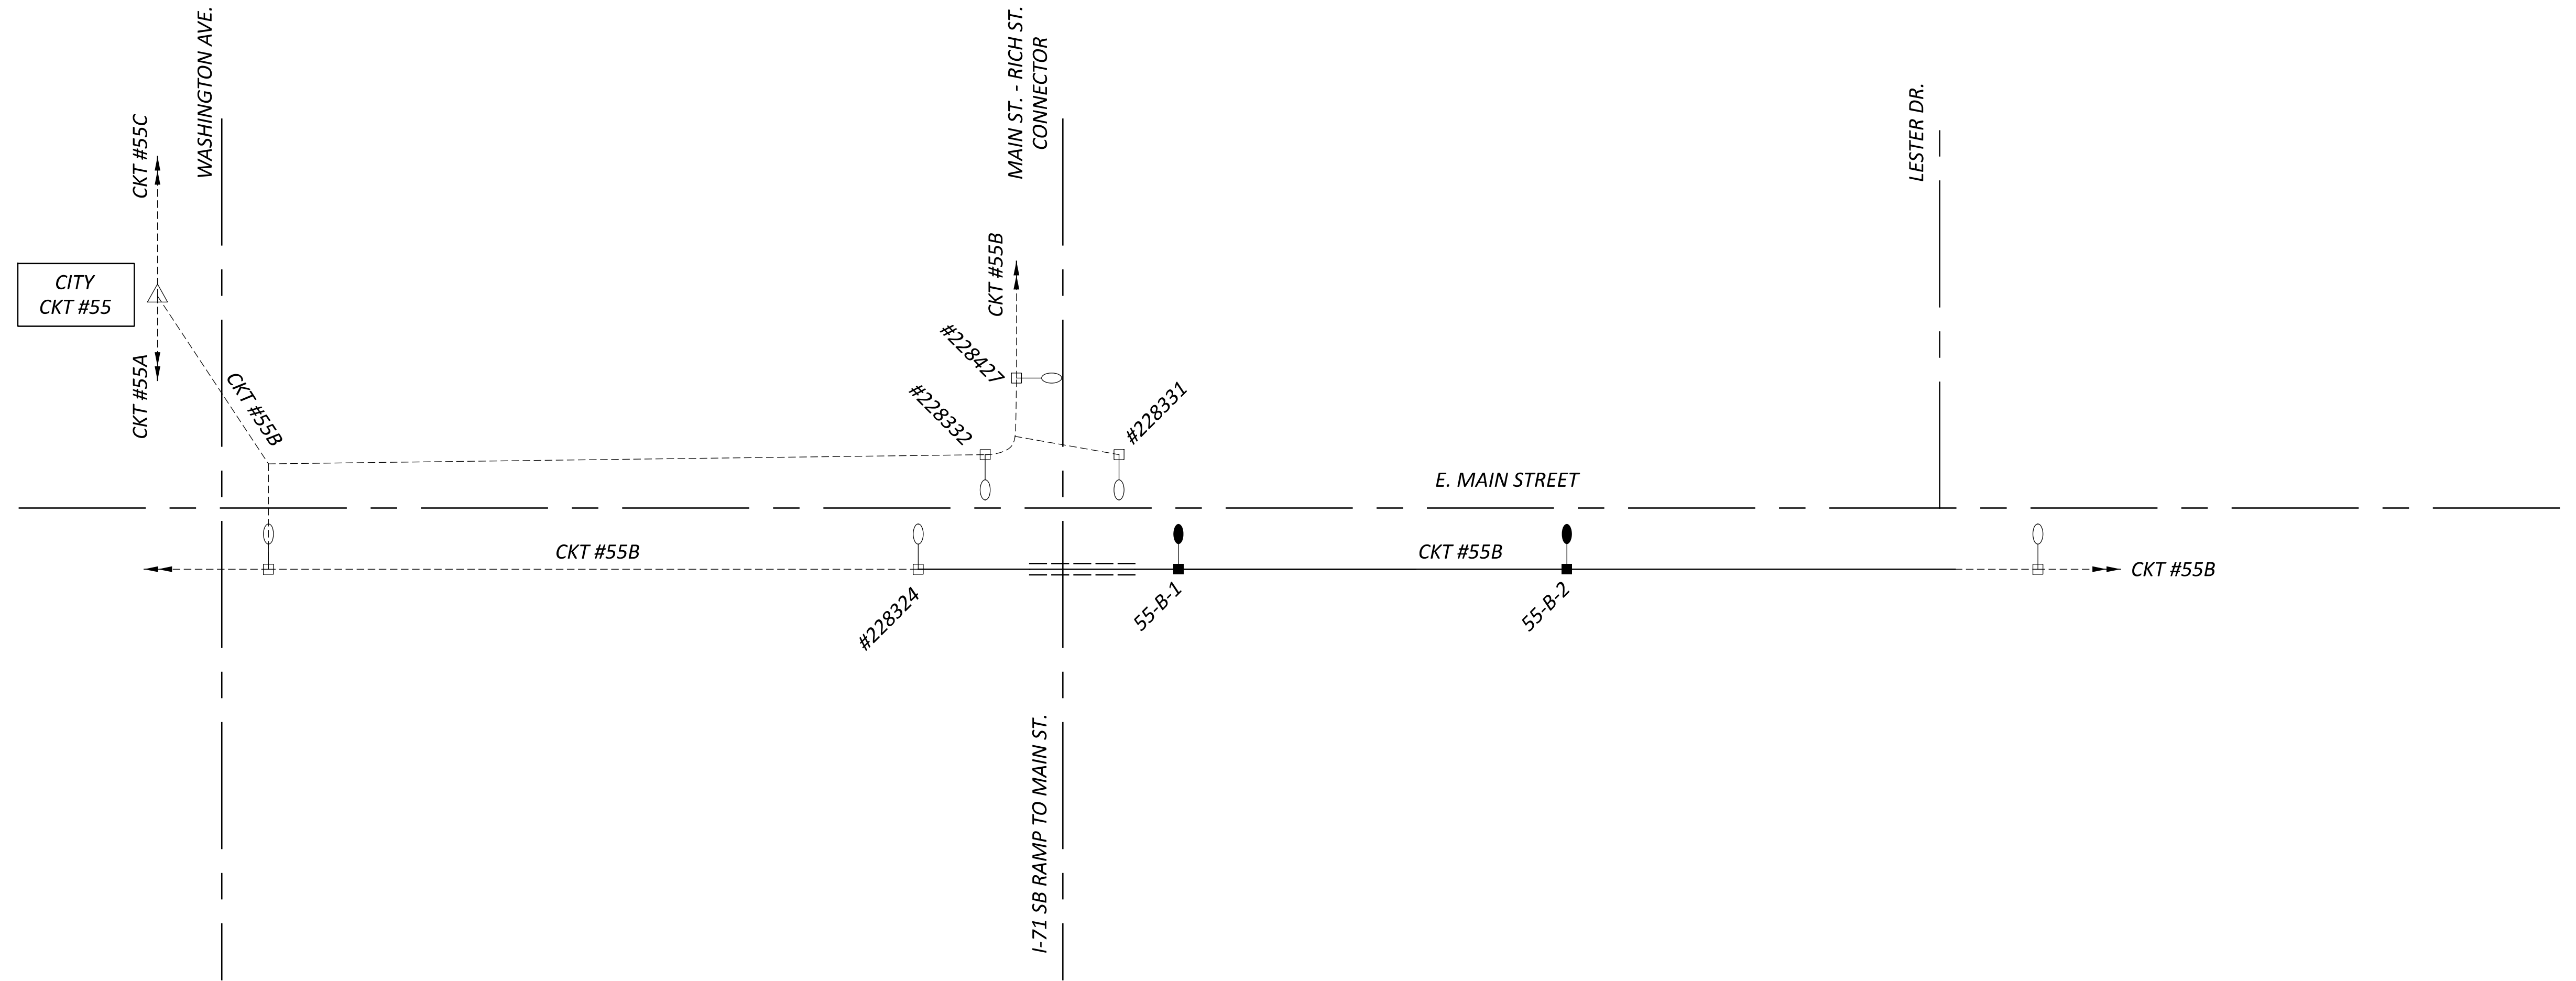 WASHINGTON AVE.
MAIN ST. - RICH ST.
CONNECTOR
LESTER DR.
CKT #55C
CITY
CKT #55
CKT #55A
CKT #55B
CKT #55B
#228427
#228332
#228331
E. MAIN STREET
CKT #55B
CKT #55B
CKT #55B
#228324
55-B-1
55-B-2
I-71 SB RAMP TO MAIN ST.